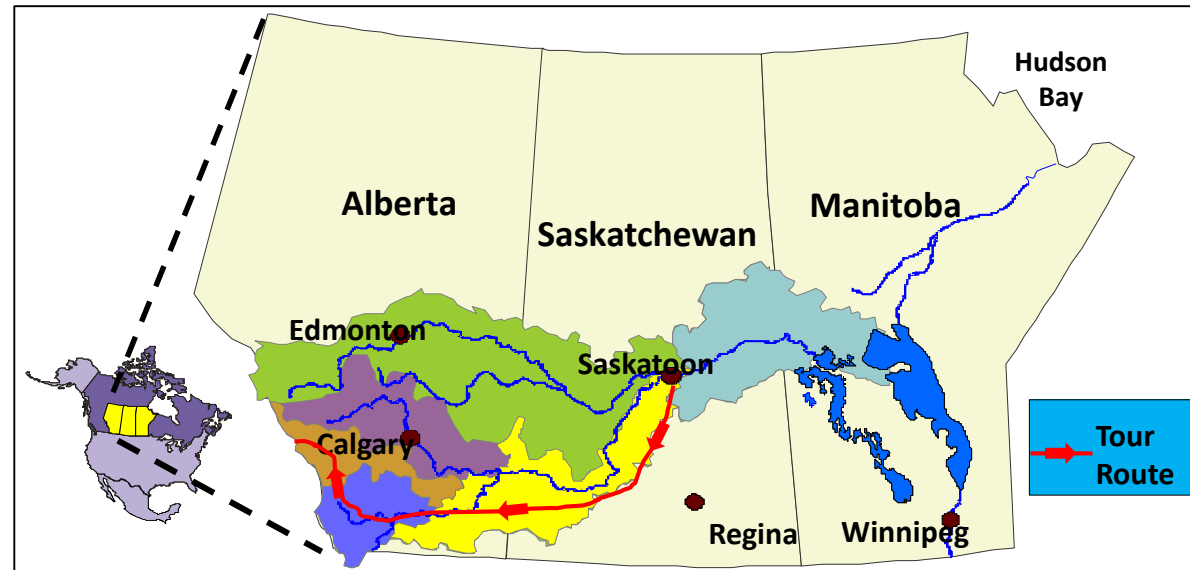 Hudson
Bay
Alberta
Manitoba
Saskatchewan
Edmonton
Saskatoon
Calgary
Tour
Route
Regina
Winnipeg